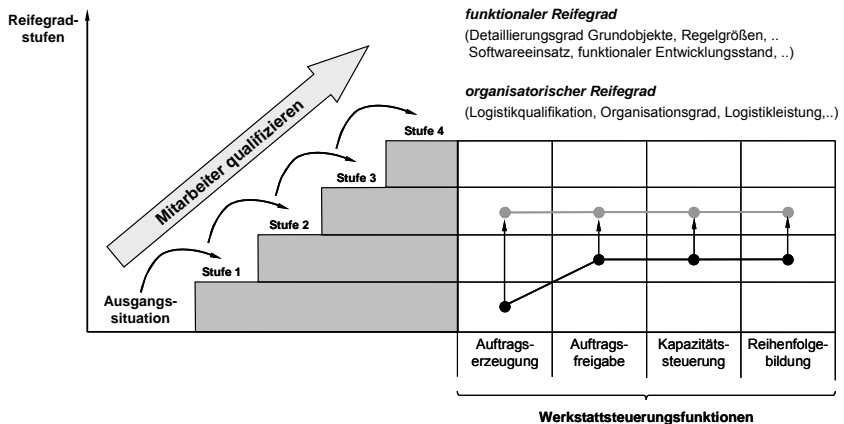 Reifegrad-
stufen
funktionaler Reifegrad
(Detaillierungsgrad Grundobjekte, Regelgrößen, ..
Softwareeinsatz, funktionaler Entwicklungsstand, ..)
organisatorischer Reifegrad
(Logistikqualifikation, Organisationsgrad, Logistikleistung,..)
Mitarbeiter qualifizieren
Stufe 4
Stufe 3
Stufe 2
Stufe 1
Ausgangs-
situation
Auftrags-
erzeugung
Auftrags-
freigabe
Kapazitäts-
steuerung
Reihenfolge-
bildung
Werkstattsteuerungsfunktionen